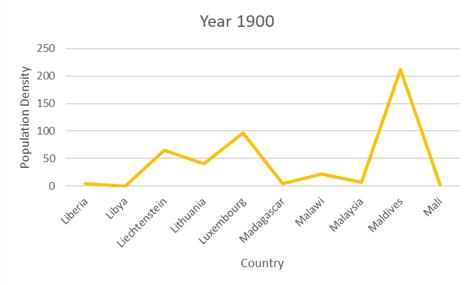 Year 1900
Population Density
250
200
150
100
50
0
Liberia
Libya
Liechtenstein
Lithuania
Luxembourg
Madagascar
Malawi
Malaysia
Maldives
Mali
Country